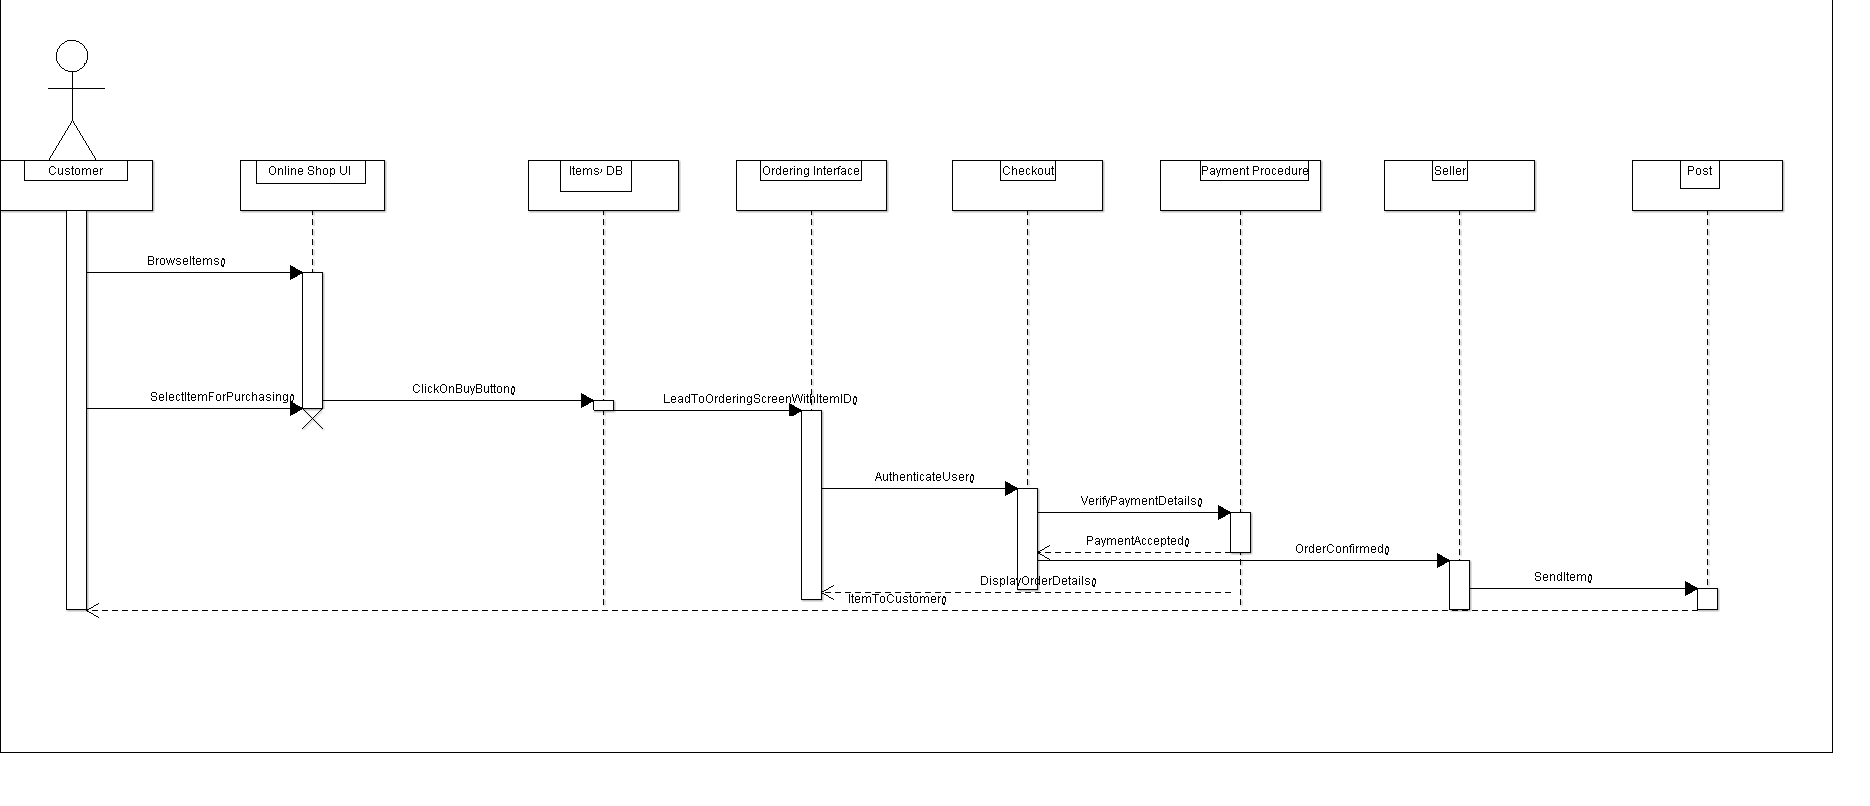 Customer
Online Shop UI
Items' DB
Ordering Interface
Checkout
Payment Procedure
Seller
Post
BrowseItems()
ClickOnBuyButton()
SelectItemForPurchasing()
LeadToOrderingScreenWithItemID()
AuthenticateUser()
VerifyPaymentDetails()
PaymentAccepted()
OrderConfirmed()
SendItem()
DisplayOrderDetails()
ItemToCustomer()